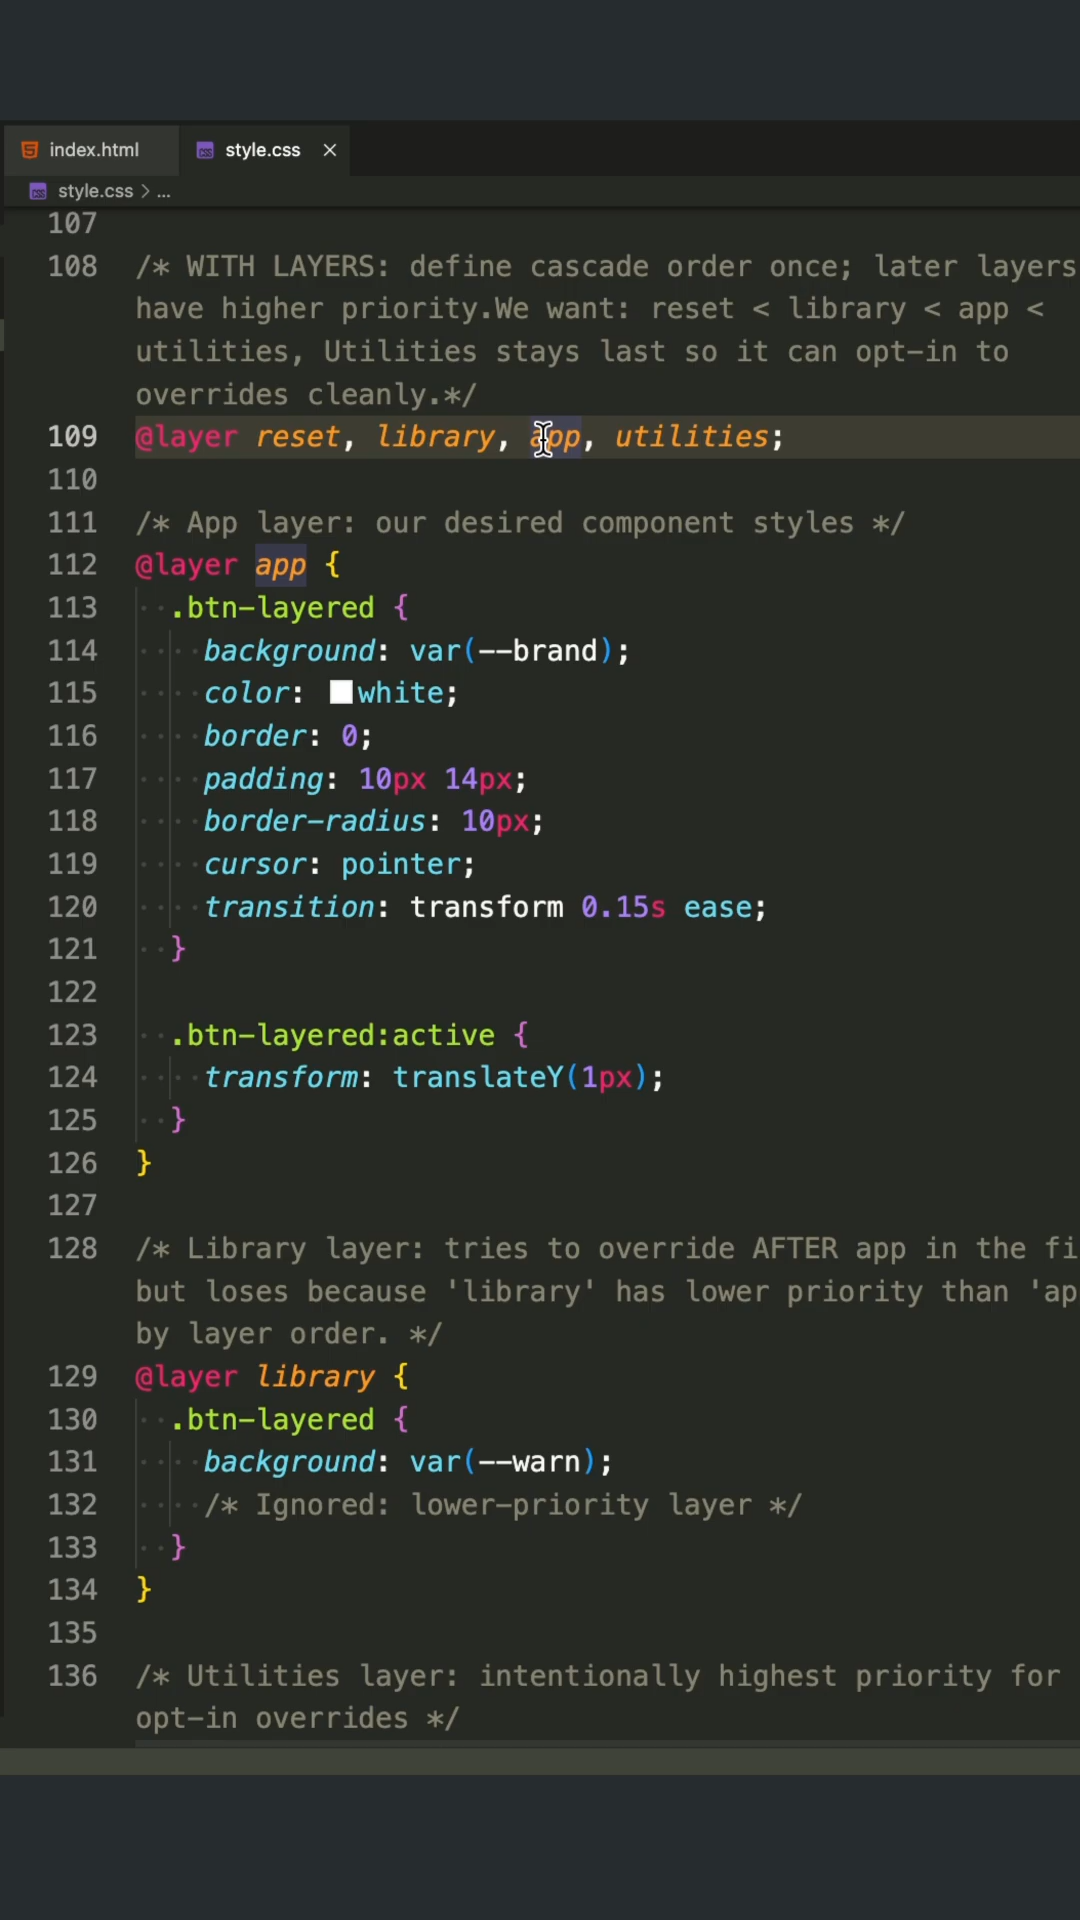 index.html
style.css ×
style.css > ...
107
108 /* WITH LAYERS: define cascade order once; later layers
have higher priority.We want: reset < library < app <
utilities, Utilities stays last so it can opt-in to
overrides cleanly.*/
109 @layer reset, library, app, utilities;
110
111 /* App layer: our desired component styles */
112 @layer app {
113 .btn-layered {
114 background: var(--brand);
115 color: white;
116 border: 0;
117 padding: 10px 14px;
118 border-radius: 10px;
119 cursor: pointer;
120 transition: transform 0.15s ease;
121 }
122
123 .btn-layered:active {
124 transform: translateY(1px);
125 }
126 }
127
128 /* Library layer: tries to override AFTER app in the fi
but loses because 'library' has lower priority than 'ap
by layer order. */
129 @layer library {
130 .btn-layered {
131 background: var(--warn);
132 /* Ignored: lower-priority layer */
133 }
134 }
135
136 /* Utilities layer: intentionally highest priority for
opt-in overrides */